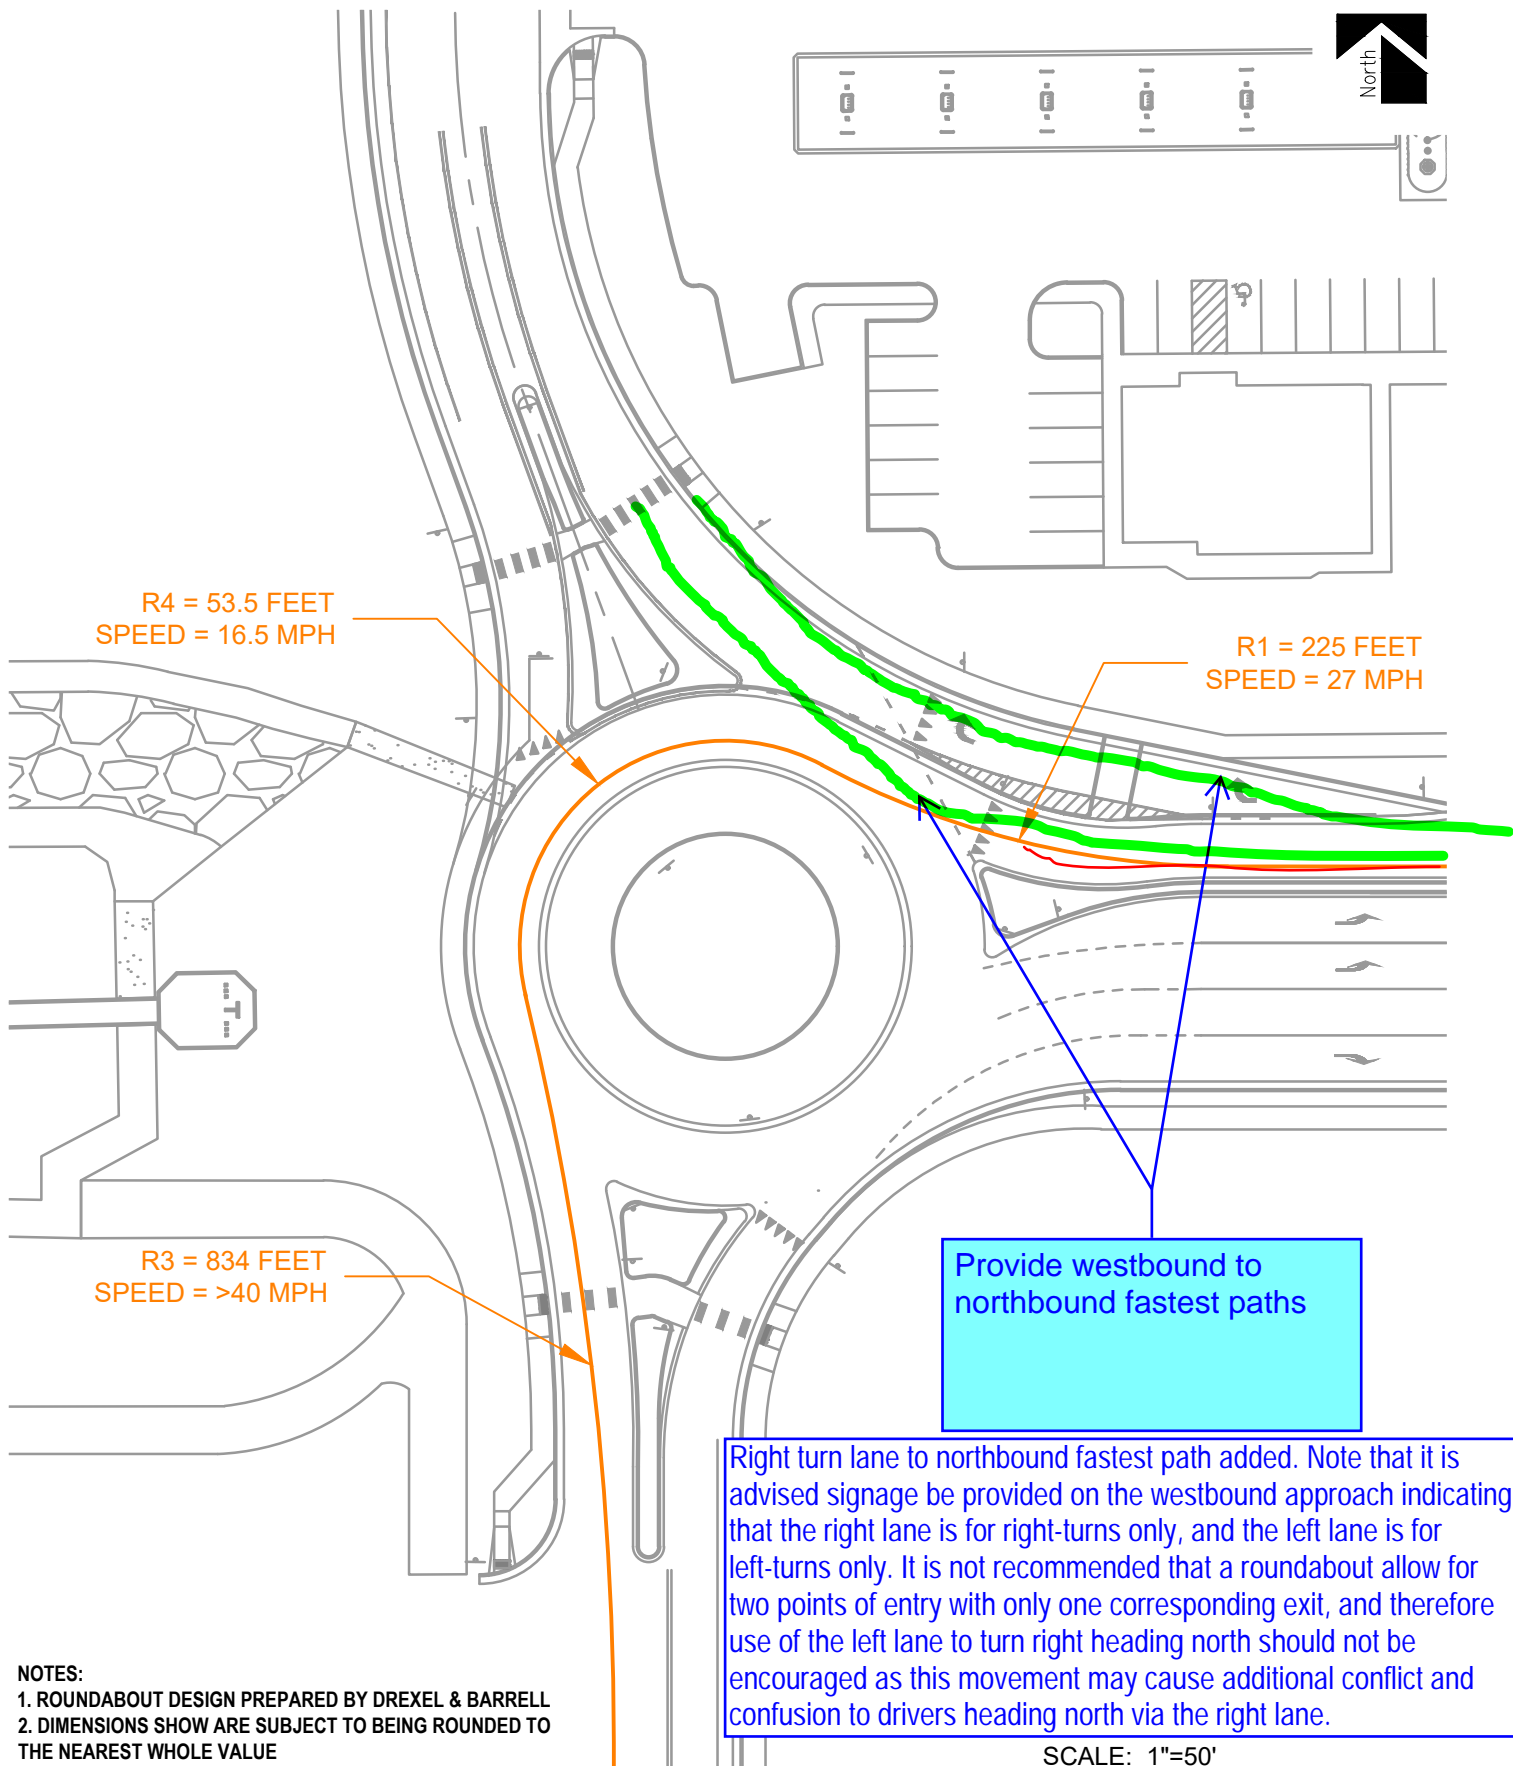 North
R4 = 53.5 FEET
SPEED = 16.5 MPH
R1 = 225 FEET
SPEED = 27 MPH
R3 = 834 FEET
SPEED = >40 MPH
Provide westbound to
northbound fastest paths
Right turn lane to northbound fastest path added. Note that it is
advised signage be provided on the westbound approach indicating
that the right lane is for right-turns only, and the left lane is for
left-turns only. It is not recommended that a roundabout allow for
two points of entry with only one corresponding exit, and therefore
use of the left lane to turn right heading north should not be
encouraged as this movement may cause additional conflict and
confusion to drivers heading north via the right lane.
NOTES:
1. ROUNDABOUT DESIGN PREPARED BY DREXEL & BARRELL
2. DIMENSIONS SHOW ARE SUBJECT TO BEING ROUNDED TO
THE NEAREST WHOLE VALUE
SCALE: 1"=50'